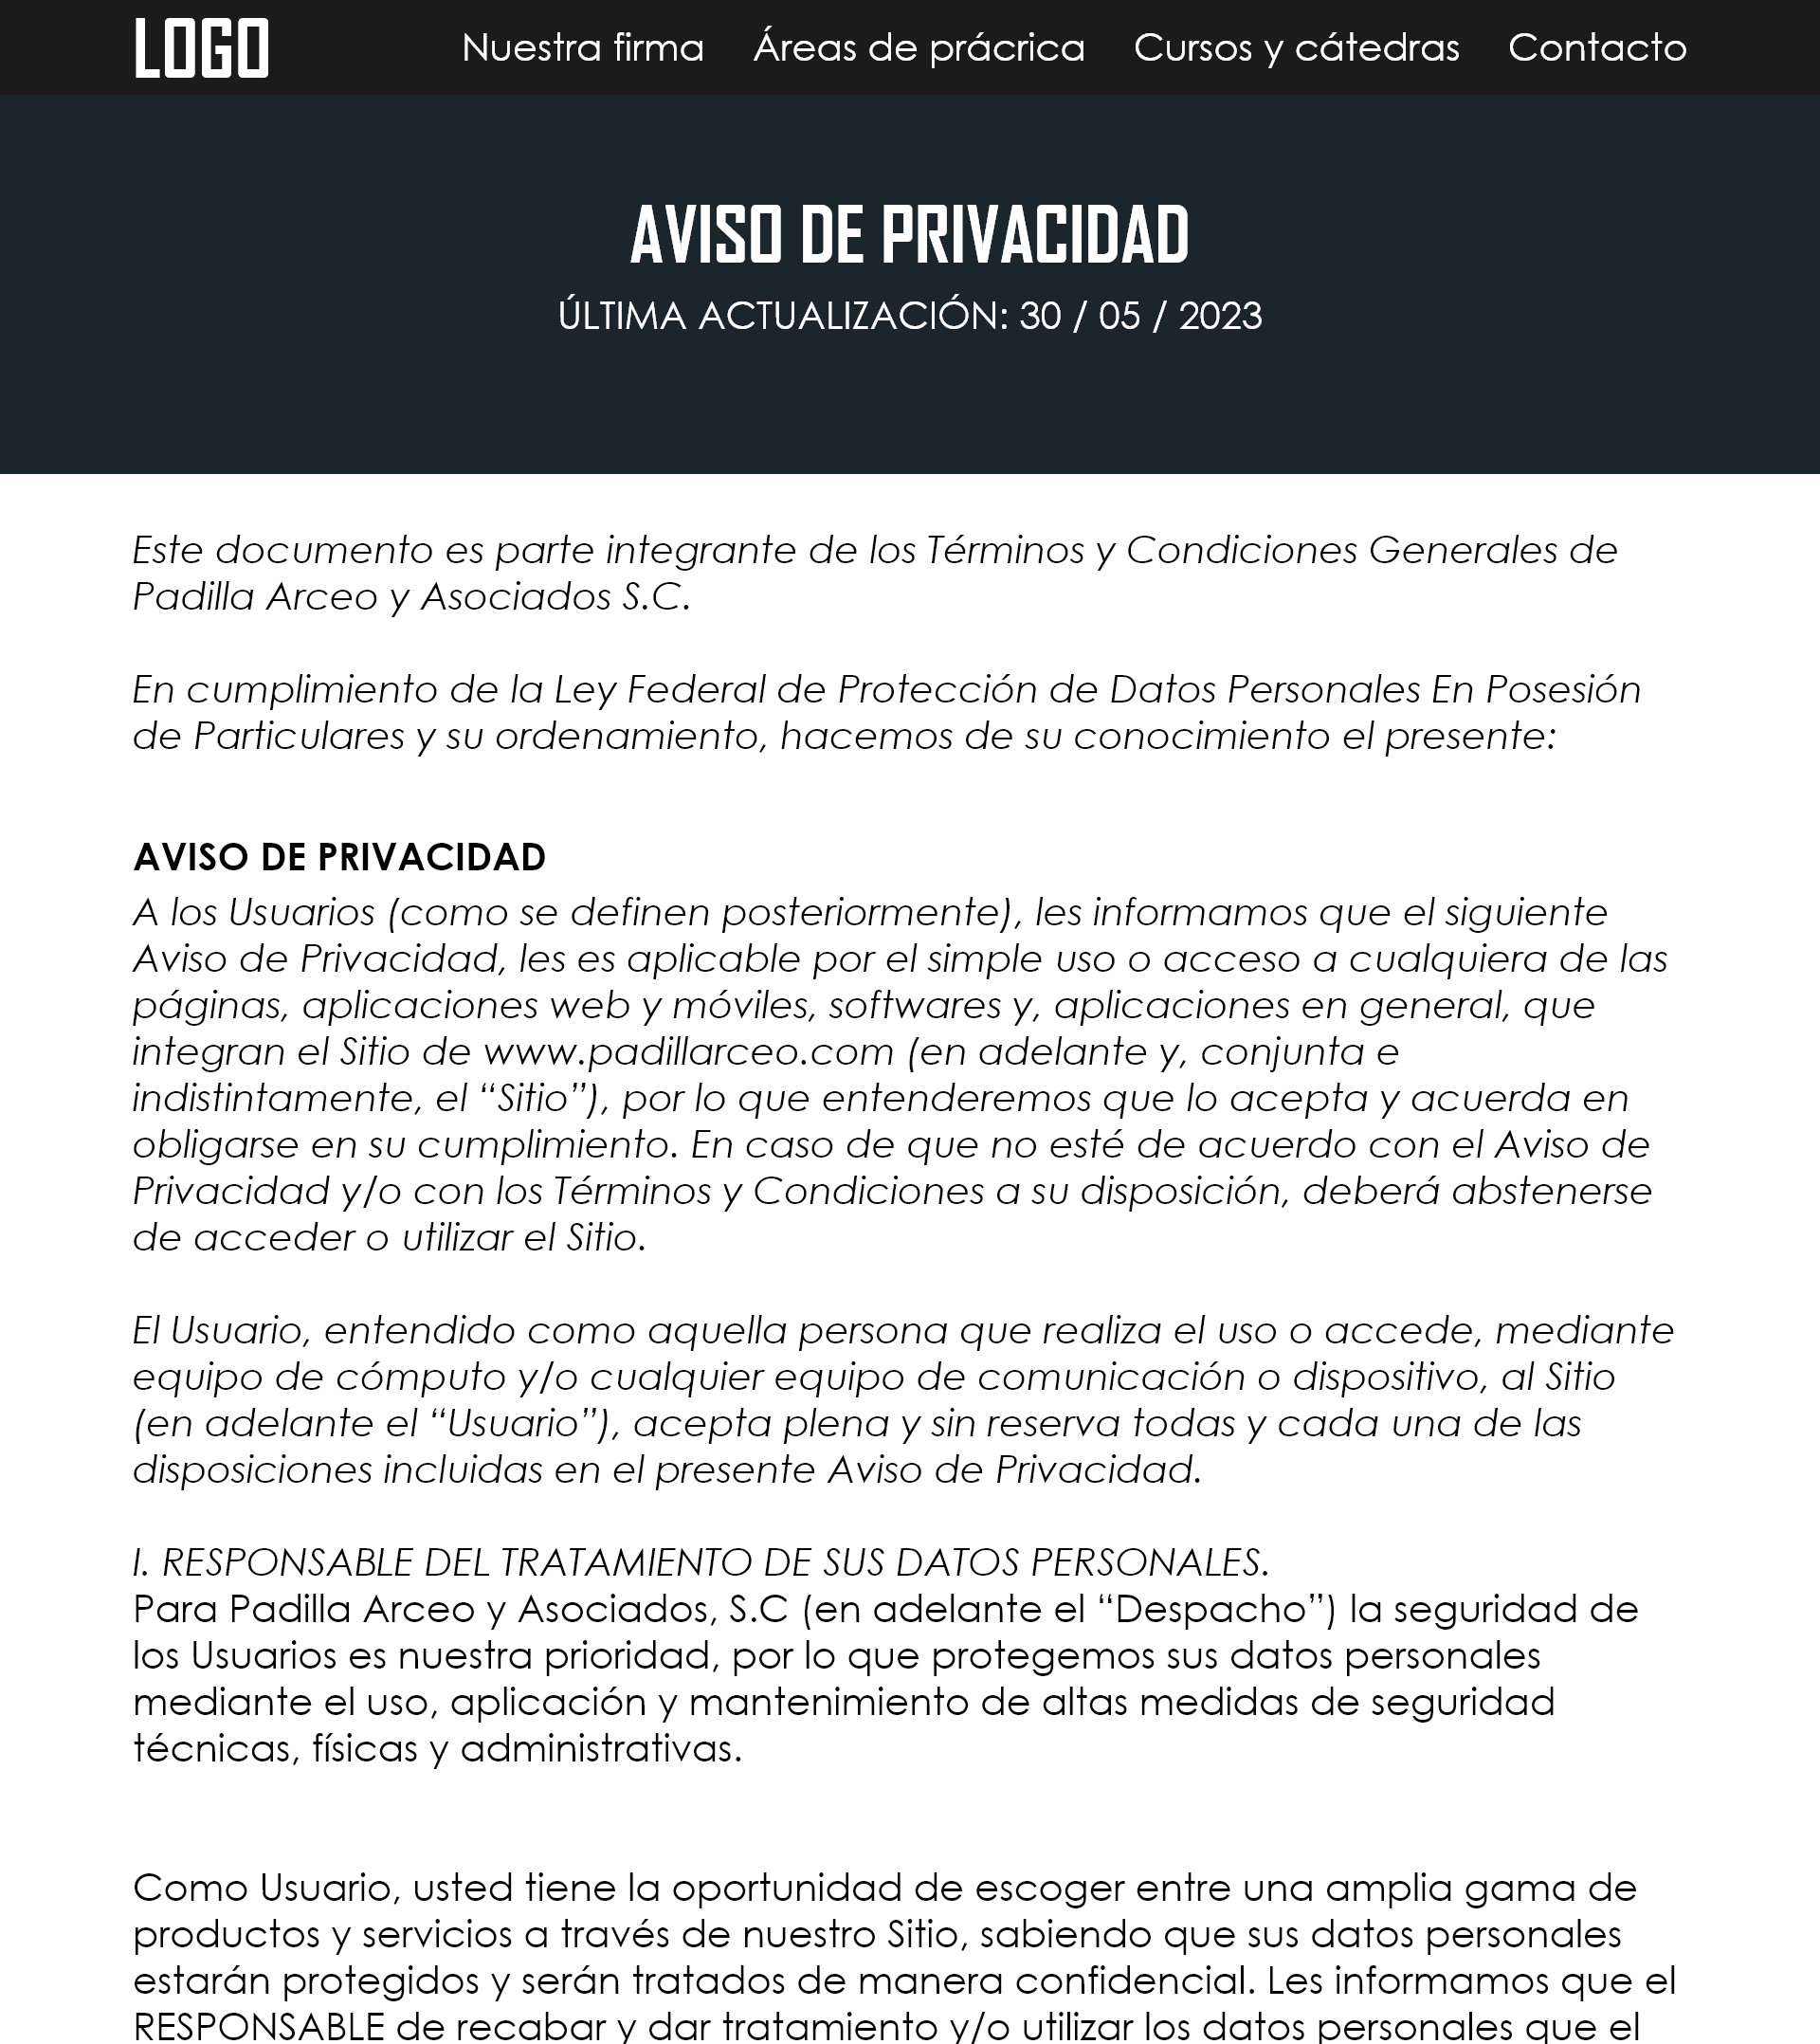 LOGO
Nuestra firma Áreas de prácrica Cursos y cátedras Contacto
AVISO DE PRIVACIDAD
ÚLTIMA ACTUALIZACIÓN: 30 / 05 / 2023
Este documento es parte integrante de los Términos y Condiciones Generales de
Padilla Arceo y Asociados S.C.
En cumplimiento de la Ley Federal de Protección de Datos Personales En Posesión
de Particulares y su ordenamiento, hacemos de su conocimiento el presente:
AVISO DE PRIVACIDAD
A los Usuarios (como se definen posteriormente), les informamos que el siguiente
Aviso de Privacidad, les es aplicable por el simple uso o acceso a cualquiera de las
páginas, aplicaciones web y móviles, softwares y, aplicaciones en general, que
integran el Sitio de www.padillarceo.com (en adelante y, conjunta e
indistintamente, el “Sitio”), por lo que entenderemos que lo acepta y acuerda en
obligarse en su cumplimiento. En caso de que no esté de acuerdo con el Aviso de
Privacidad y/o con los Términos y Condiciones a su disposición, deberá abstenerse
de acceder o utilizar el Sitio.
El Usuario, entendido como aquella persona que realiza el uso o accede, mediante
equipo de cómputo y/o cualquier equipo de comunicación o dispositivo, al Sitio
(en adelante el “Usuario”), acepta plena y sin reserva todas y cada una de las
disposiciones incluidas en el presente Aviso de Privacidad.
I. RESPONSABLE DEL TRATAMIENTO DE SUS DATOS PERSONALES.
Para Padilla Arceo y Asociados, S.C (en adelante el “Despacho”) la seguridad de
los Usuarios es nuestra prioridad, por lo que protegemos sus datos personales
mediante el uso, aplicación y mantenimiento de altas medidas de seguridad
técnicas, físicas y administrativas.
Como Usuario, usted tiene la oportunidad de escoger entre una amplia gama de
productos y servicios a través de nuestro Sitio, sabiendo que sus datos personales
estarán protegidos y serán tratados de manera confidencial. Les informamos que el
RESPONSABLE de recabar y dar tratamiento y/o utilizar los datos personales que el